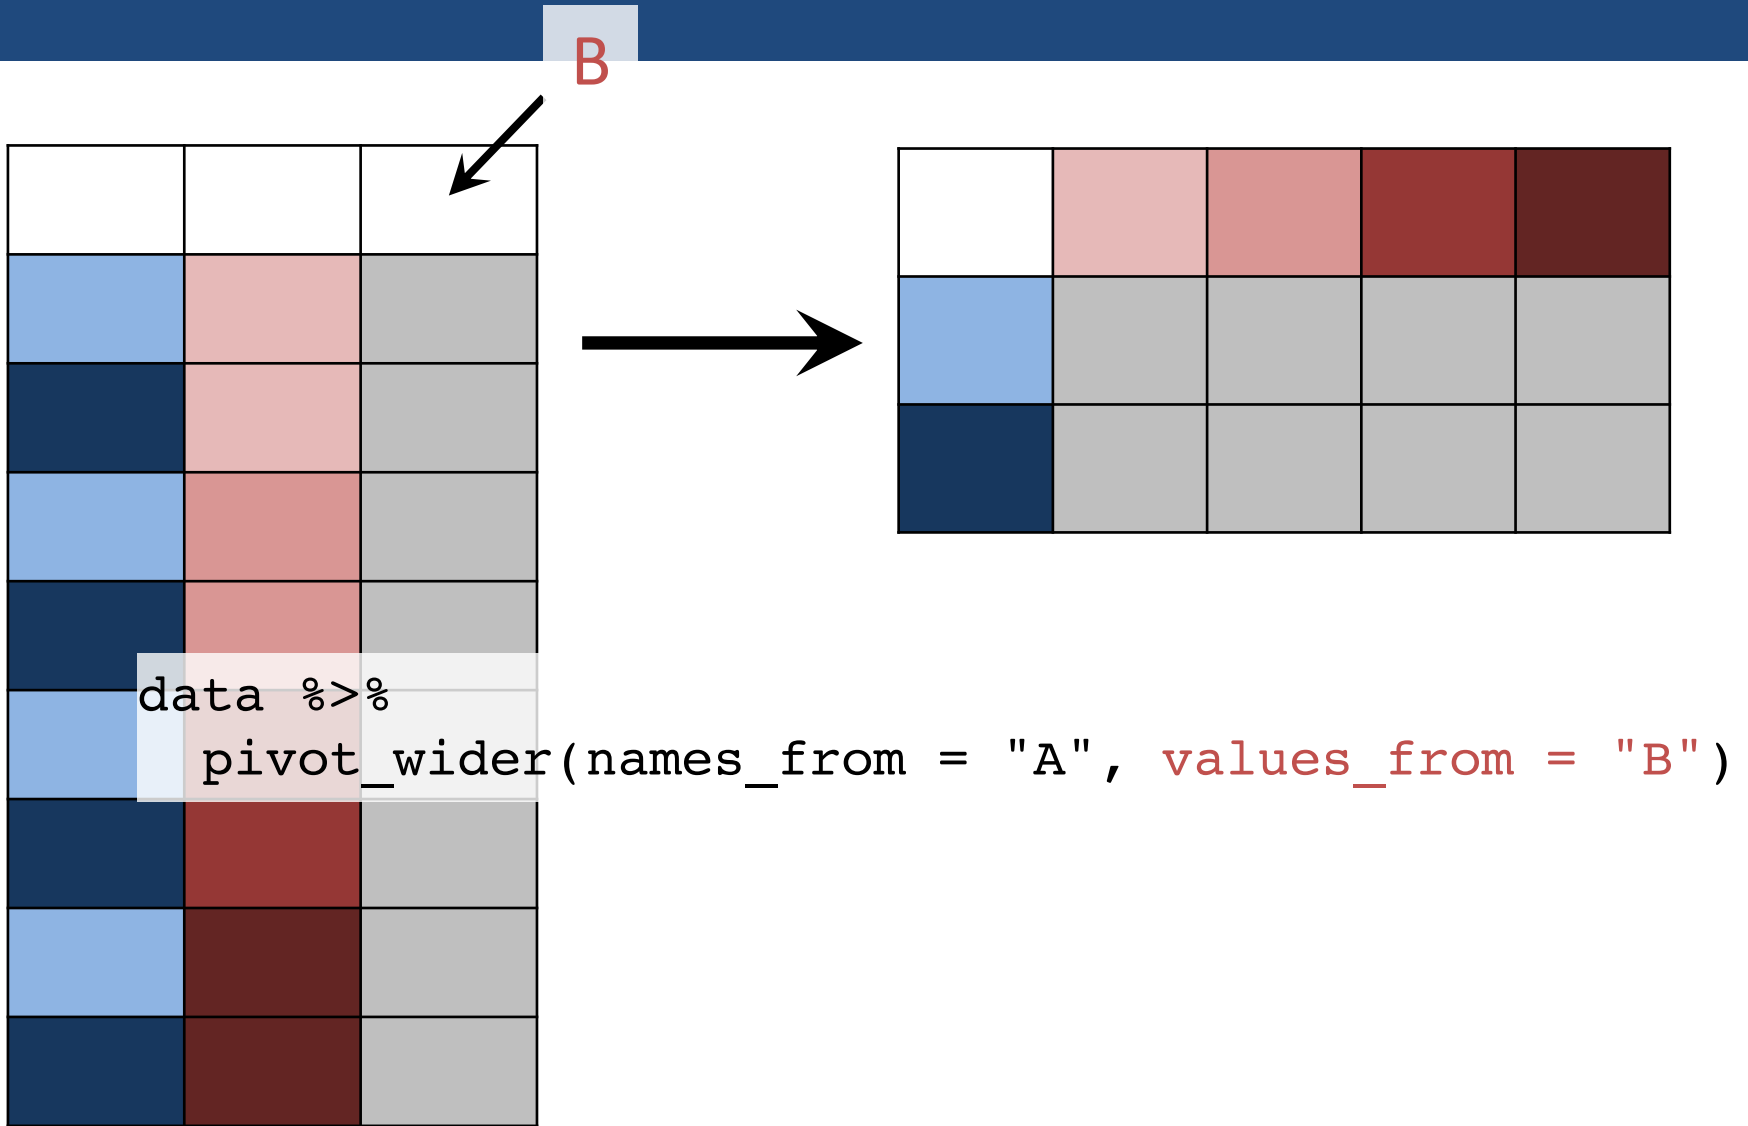 B
data %>%
pivot_wider(names_from = "A", values_from = "B")